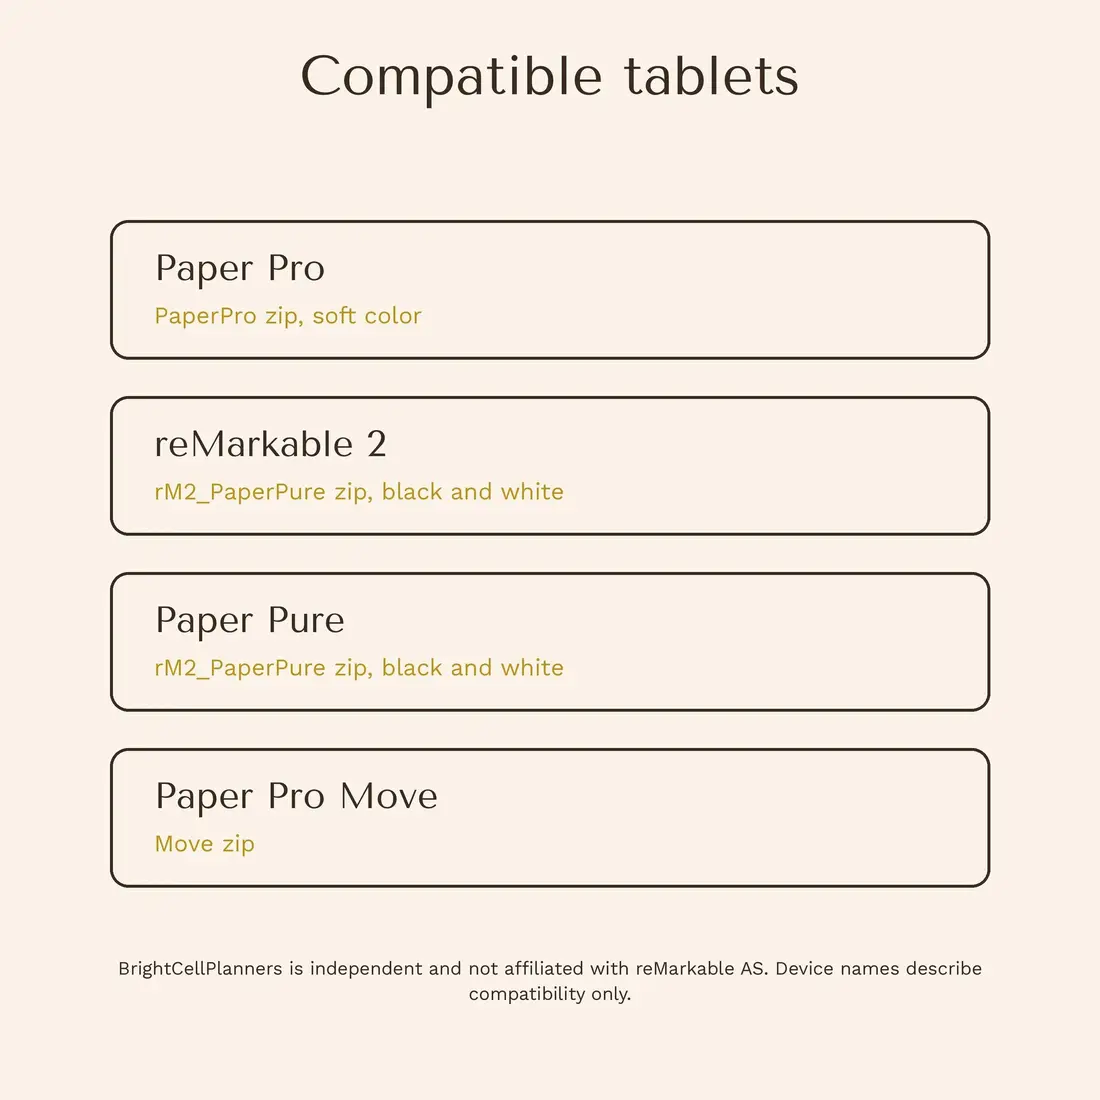 Compatible tablets
Paper Pro
PaperPro zip, soft color
reMarkable 2
rM2_PaperPure zip, black and white
Paper Pure
rM2_PaperPure zip, black and white
Paper Pro Move
Move zip
BrightCellPlanners is independent and not affiliated with reMarkable AS. Device names describe
compatibility only.